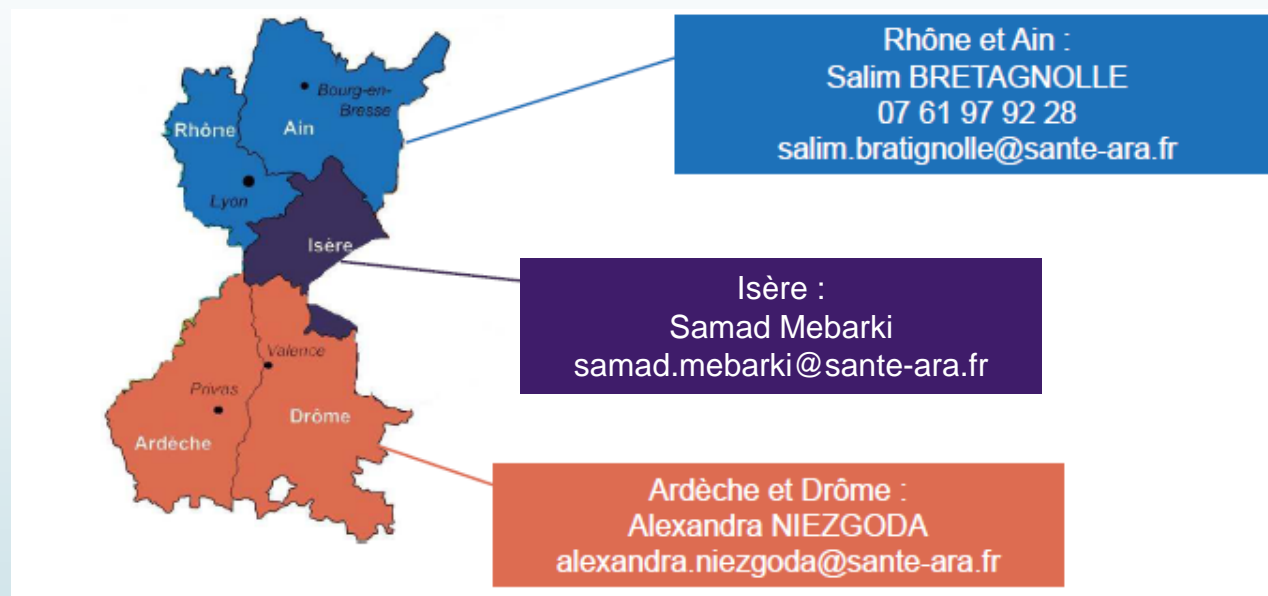 Rhône et Ain :
Salim BRETAGNOLLE
07 61 97 92 28
salim.bratignolle@sante-ara.fr
Bourg-en-
Bresse
Rhône
Ain
Lyon
Isère
Isère :
Samad Mebarki
samad.mebarki@sante-ara.fr
Valence
Privas
Drôme
Ardèche
Ardèche et Drôme :
Alexandra NIEZGODA
alexandra.niezgoda@sante-ara.fr